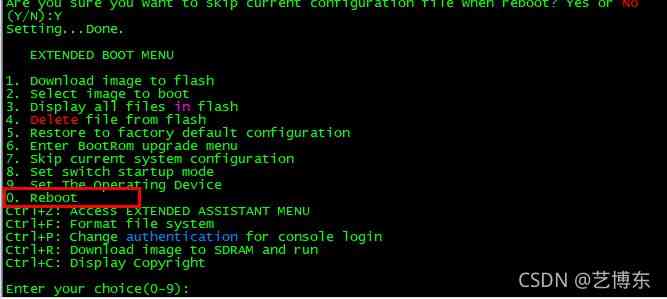 Are you sure you want to skip current configuration file when reboot? Yes or No
(Y/N):Y
Setting...Done.
EXTENDED BOOT MENU
1. Download image to flash
2. Select image to boot
3. Display all files in flash
4. Delete file from flash
5. Restore to factory default configuration
6. Enter BootRom upgrade menu
7. Skip current system configuration
8. Set switch startup mode
9. Set The Operating Device
0. Reboot
Ctrl+Z: Access EXTENDED ASSISTANT MENU
Ctrl+F: Format file system
Ctrl+P: Change authentication for console login
Ctrl+R: Download image to SDRAM and run
Ctrl+C: Display Copyright
Enter your choice(0-9):
CSDN @艺博东